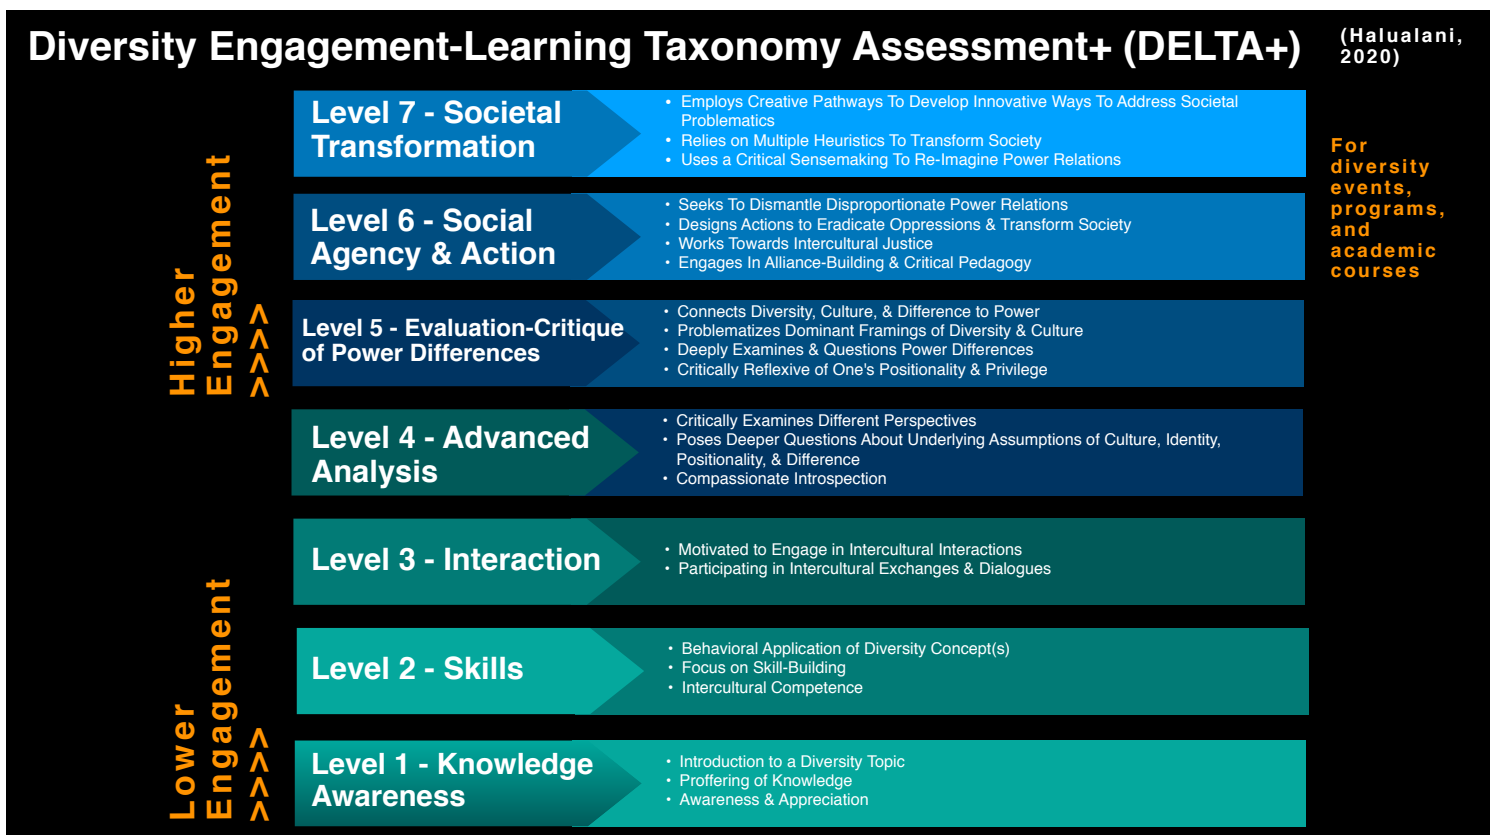 Diversity Engagement-Learning Taxonomy Assessment+ (DELTA+)
(Halualani,
2020)
Level 7 - Societal
Transformation
• Employs Creative Pathways To Develop Innovative Ways To Address Societal
Problematics
• Relies on Multiple Heuristics To Transform Society
• Uses a Critical Sensemaking To Re-Imagine Power Relations
For
diversity
events,
programs,
and
academic
courses
Level 6 - Social
Agency & Action
• Seeks To Dismantle Disproportionate Power Relations
• Designs Actions to Eradicate Oppressions & Transform Society
• Works Towards Intercultural Justice
• Engages In Alliance-Building & Critical Pedagogy
Higher
Engagement
>>>>
Level 5 - Evaluation-Critique
of Power Differences
• Connects Diversity, Culture, & Difference to Power
• Problematizes Dominant Framings of Diversity & Culture
• Deeply Examines & Questions Power Differences
• Critically Reflexive of One's Positionality & Privilege
Level 4 - Advanced
Analysis
• Critically Examines Different Perspectives
• Poses Deeper Questions About Underlying Assumptions of Culture, Identity,
Positionality, & Difference
• Compassionate Introspection
Level 3 - Interaction
• Motivated to Engage in Intercultural Interactions
• Participating in Intercultural Exchanges & Dialogues
Lower
Engagement
>>>>
Level 2 - Skills
• Behavioral Application of Diversity Concept(s)
• Focus on Skill-Building
• Intercultural Competence
Level 1 - Knowledge
Awareness
• Introduction to a Diversity Topic
• Proffering of Knowledge
• Awareness & Appreciation